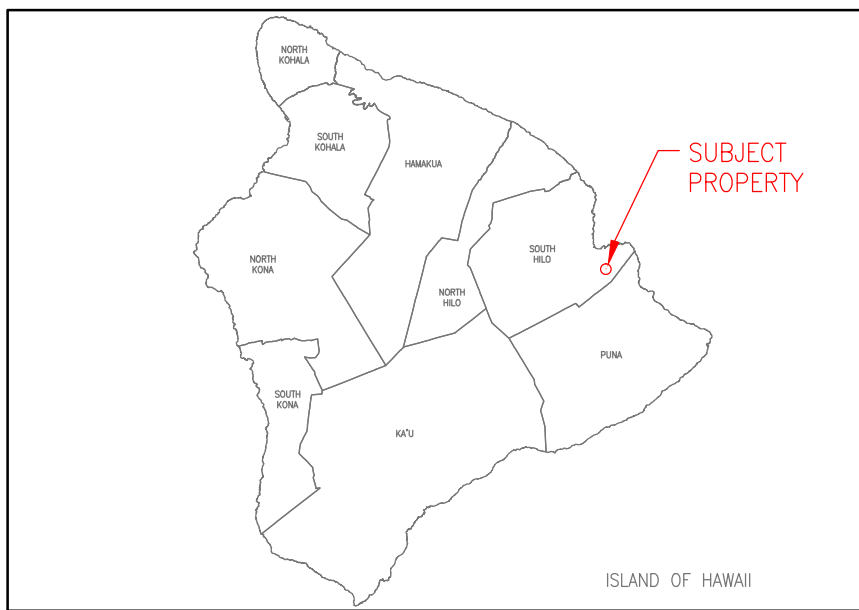 NORTH
KOHALA
SOUTH
KOHALA
HAMAKUA
SUBJECT
PROPERTY
NORTH
KONA
SOUTH
HILO
NORTH
HILO
PUNA
SOUTH
KONA
KA'U
ISLAND OF HAWAII